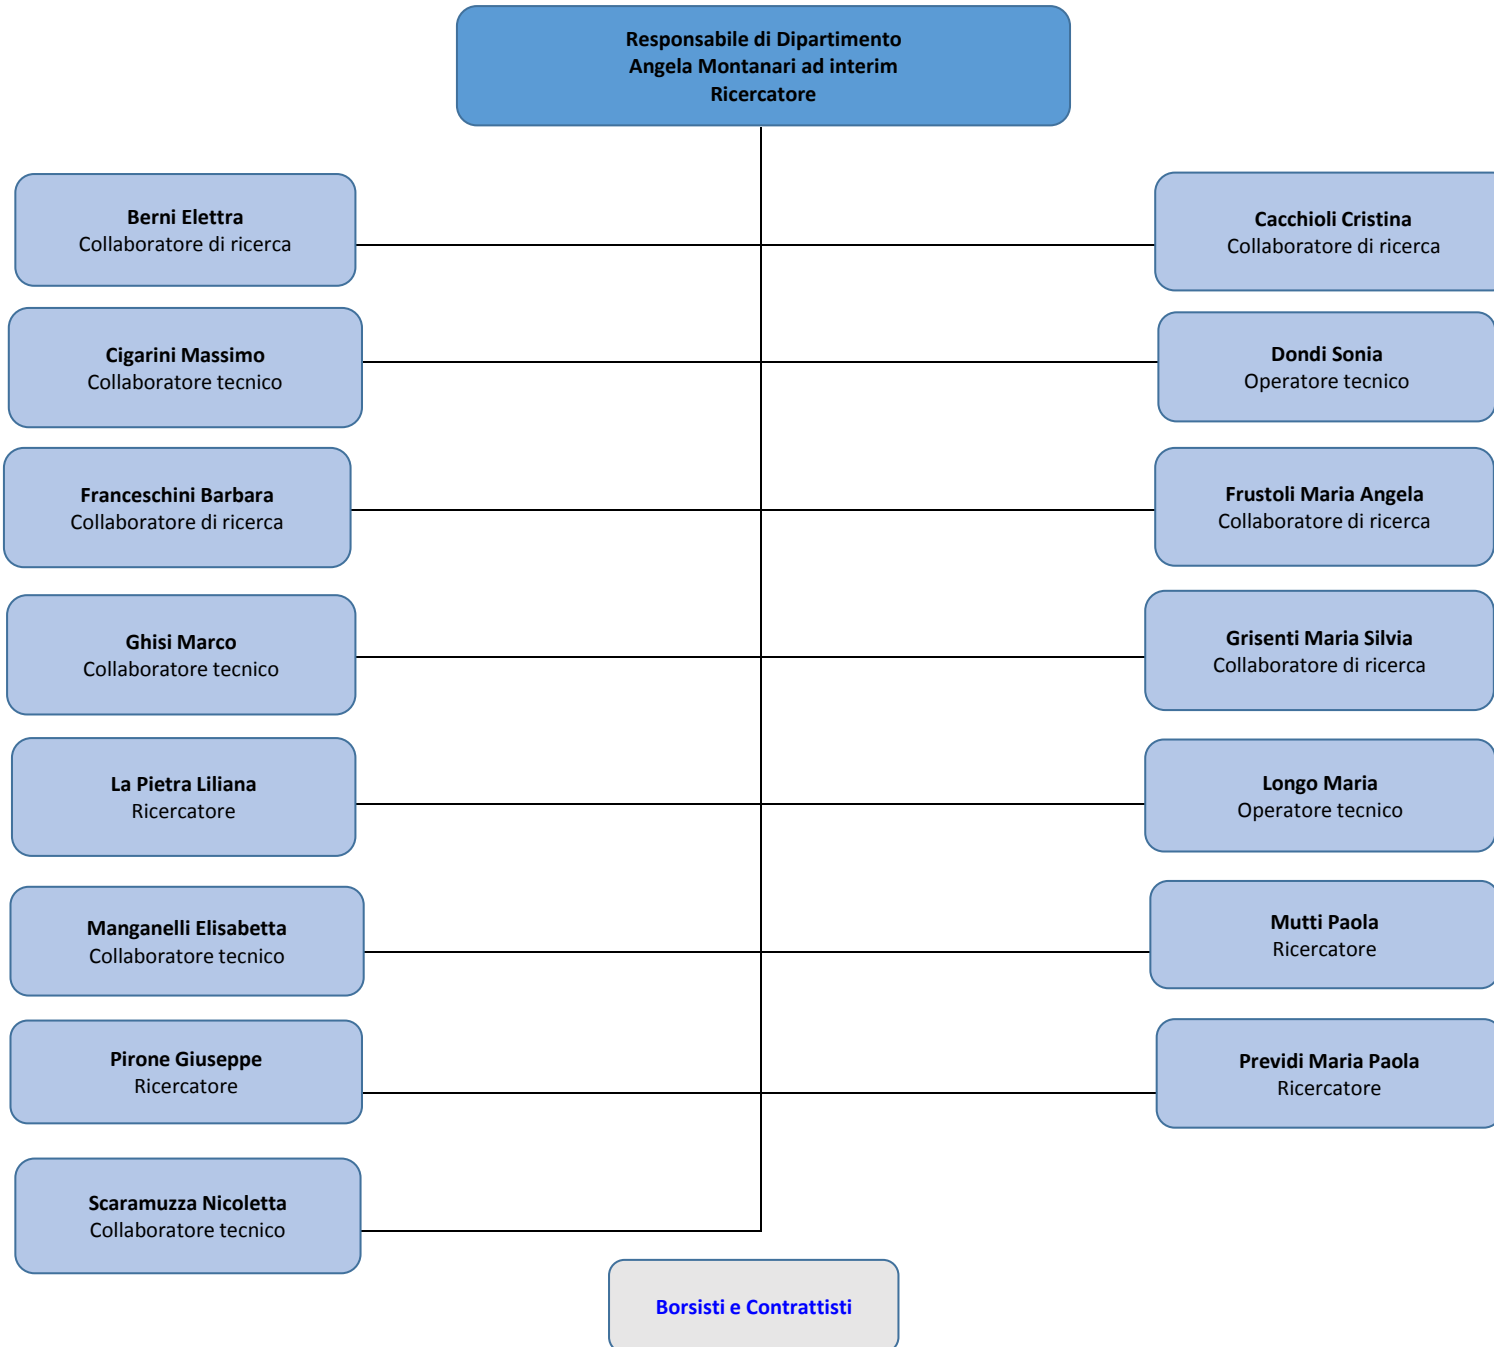 Responsabile di Dipartimento
Angela Montanari ad interim
Ricercatore
Berni Elettra
Collaboratore di ricerca
Cacchioli Cristina
Collaboratore di ricerca
Cigarini Massimo
Collaboratore tecnico
Dondi Sonia
Operatore tecnico
Franceschini Barbara
Collaboratore di ricerca
Frustoli Maria Angela
Collaboratore di ricerca
Ghisi Marco
Collaboratore tecnico
Grisenti Maria Silvia
Collaboratore di ricerca
La Pietra Liliana
Ricercatore
Longo Maria
Operatore tecnico
Manganelli Elisabetta
Collaboratore tecnico
Mutti Paola
Ricercatore
Pirone Giuseppe
Ricercatore
Previdi Maria Paola
Ricercatore
Scaramuzza Nicoletta
Collaboratore tecnico
Borsisti e Contrattisti